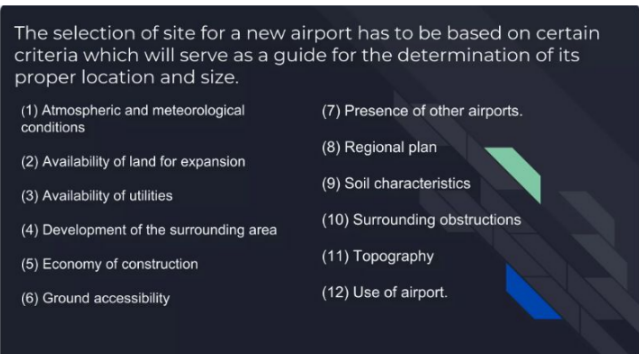 The selection of site for a new airport has to be based on certain
criteria which will serve as a guide for the determination of its
proper location and size.
(1) Atmospheric and meteorological
conditions
(2) Availability of land for expansion
(3) Availability of utilities
(4) Development of the surrounding area
(5) Economy of construction
(6) Ground accessibility
(7) Presence of other airports.
(8) Regional plan
(9) Soil characteristics
(10) Surrounding obstructions
(11) Topography
(12) Use of airport.